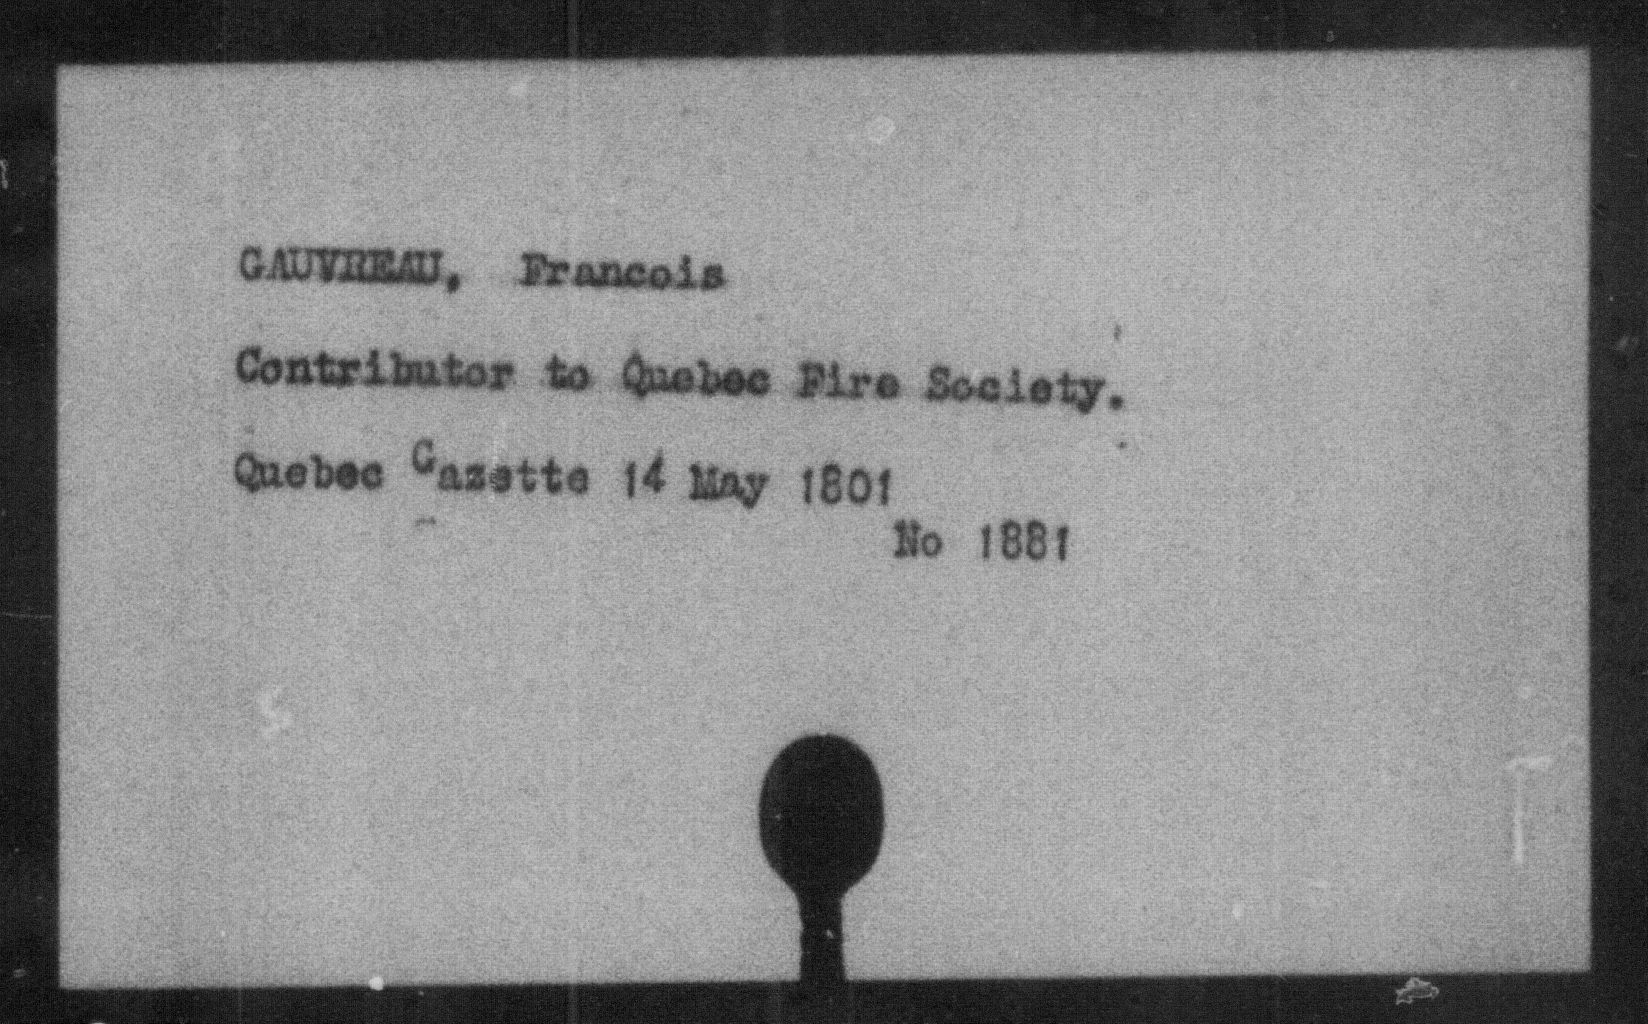 GAUVREAU, Francois
Contributor to Quebec Fire Society.
Quebec Gazette 14 May 1801
No 1881